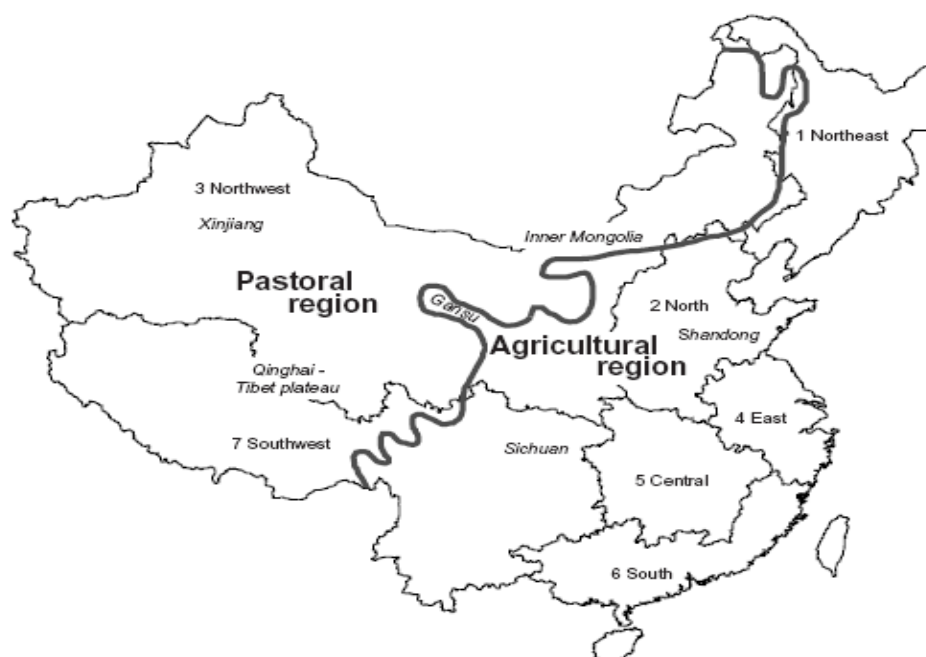 1 Northeast
3 Northwest
Xinjiang
Inner Mongolia
Pastoral
region
Gansu
2 North
Shandong
Agricultural
region
Qinghai -
Tibet plateau
4 East
7 Southwest
Sichuan
5 Central
6 South